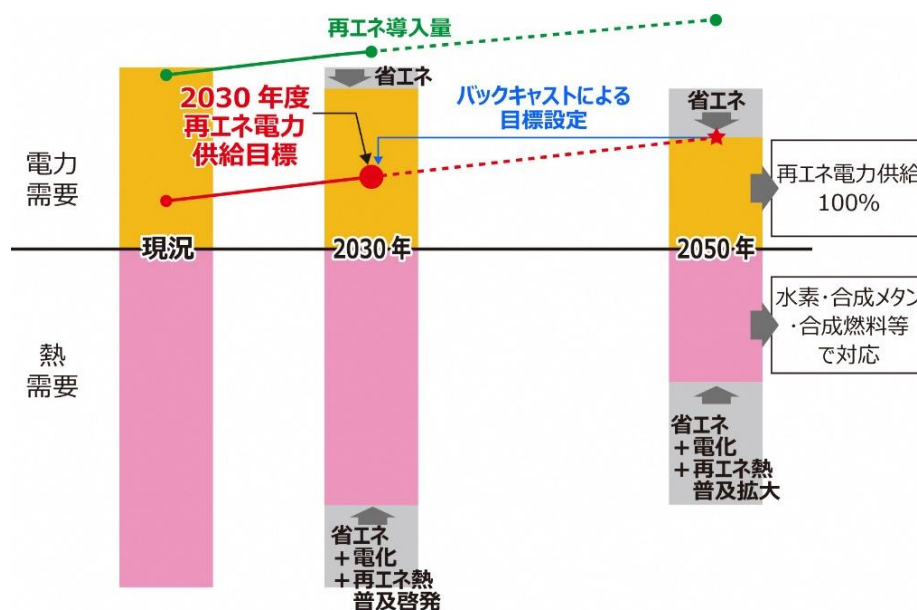 再エネ導入量
省エネ
2030 年度
再エネ電力
供給目標
バックキャストによる
目標設定
省エネ
電力
需要
再エネ電力供給
100%
現況
2030 年
2050 年
熱
需要
水素・合成メタン
・合成燃料等
で対応
省エネ
＋電化
＋再エネ熱
普及拡大
省エネ
＋電化
＋再エネ熱
普及啓発